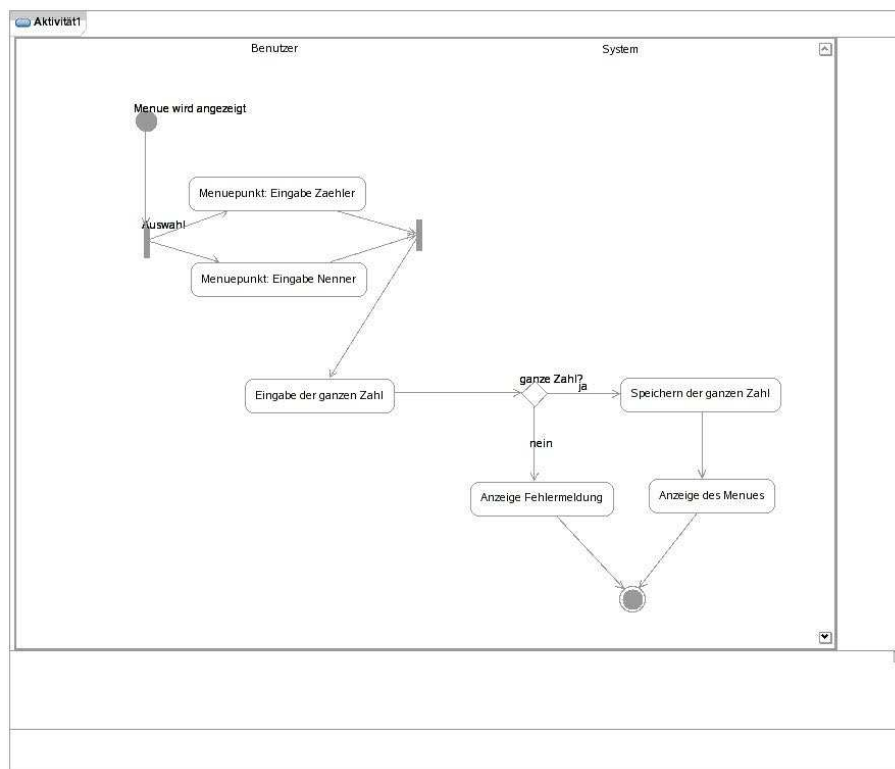 Aktivität1
Benutzer
System
Menue wird angezeigt
Menuepunkt: Eingabe Zaehler
Auswahl
Menuepunkt: Eingabe Nenner
ganze Zahl?
ja
Eingabe der ganzen Zahl
Speichern der ganzen Zahl
nein
Anzeige Fehlermeldung
Anzeige des Menues